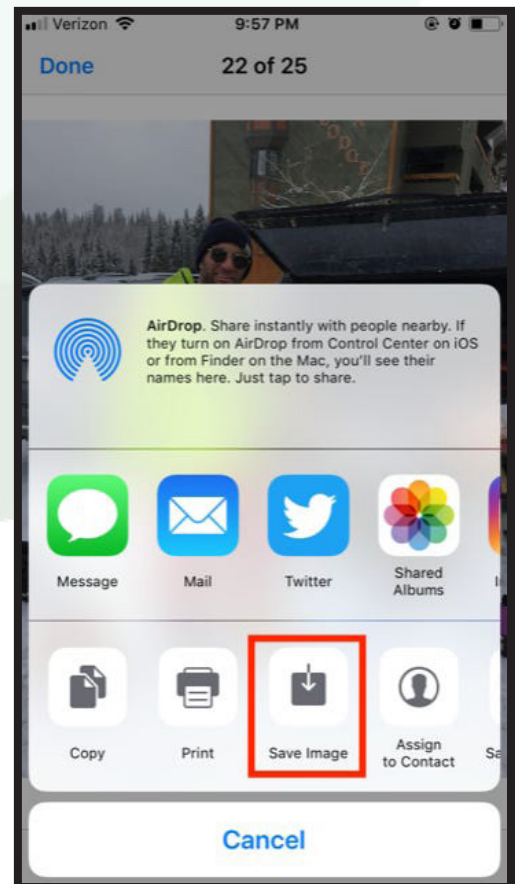 Verizon 9:57 PM
Done 22 of 25
AirDrop. Share instantly with people nearby. If
they turn on AirDrop from Control Center on iOS
or from Finder on the Mac, you'll see their
names here. Just tap to share.
Message Mail Twitter Shared
Albums
Copy Print Save Image Assign
to Contact
Cancel